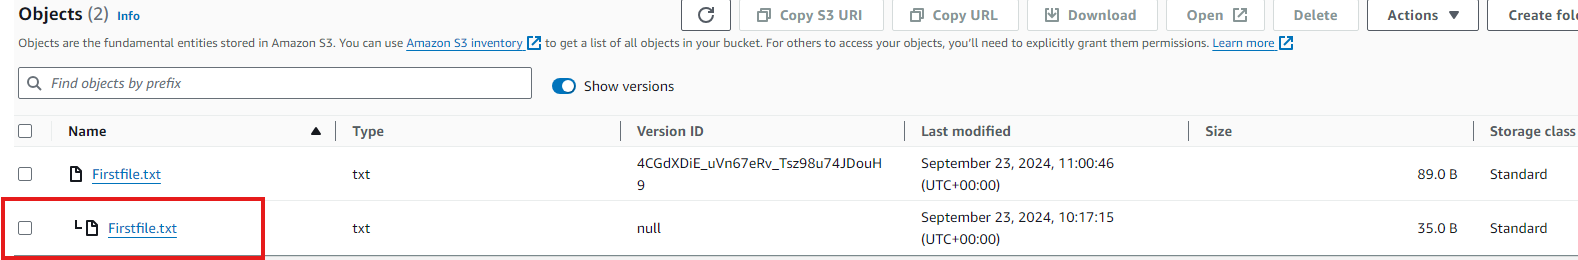 Objects (2) Info
Copy S3 URI Copy URL Download Open Delete Actions Create fol
Objects are the fundamental entities stored in Amazon S3. You can use Amazon S3 inventory to get a list of all objects in your bucket. For others to access your objects, you'll need to explicitly grant them permissions. Learn more
Find objects by prefix
Show versions
Name Type Version ID Last modified Size Storage class
Firstfile.txt txt 4CGdXDiE_uVn67eRv_Tsz98u74JDouH September 23, 2024, 11:00:46 89.0 B Standard
9 (UTC+00:00)
Firstfile.txt txt null September 23, 2024, 10:17:15 35.0 B Standard
(UTC+00:00)